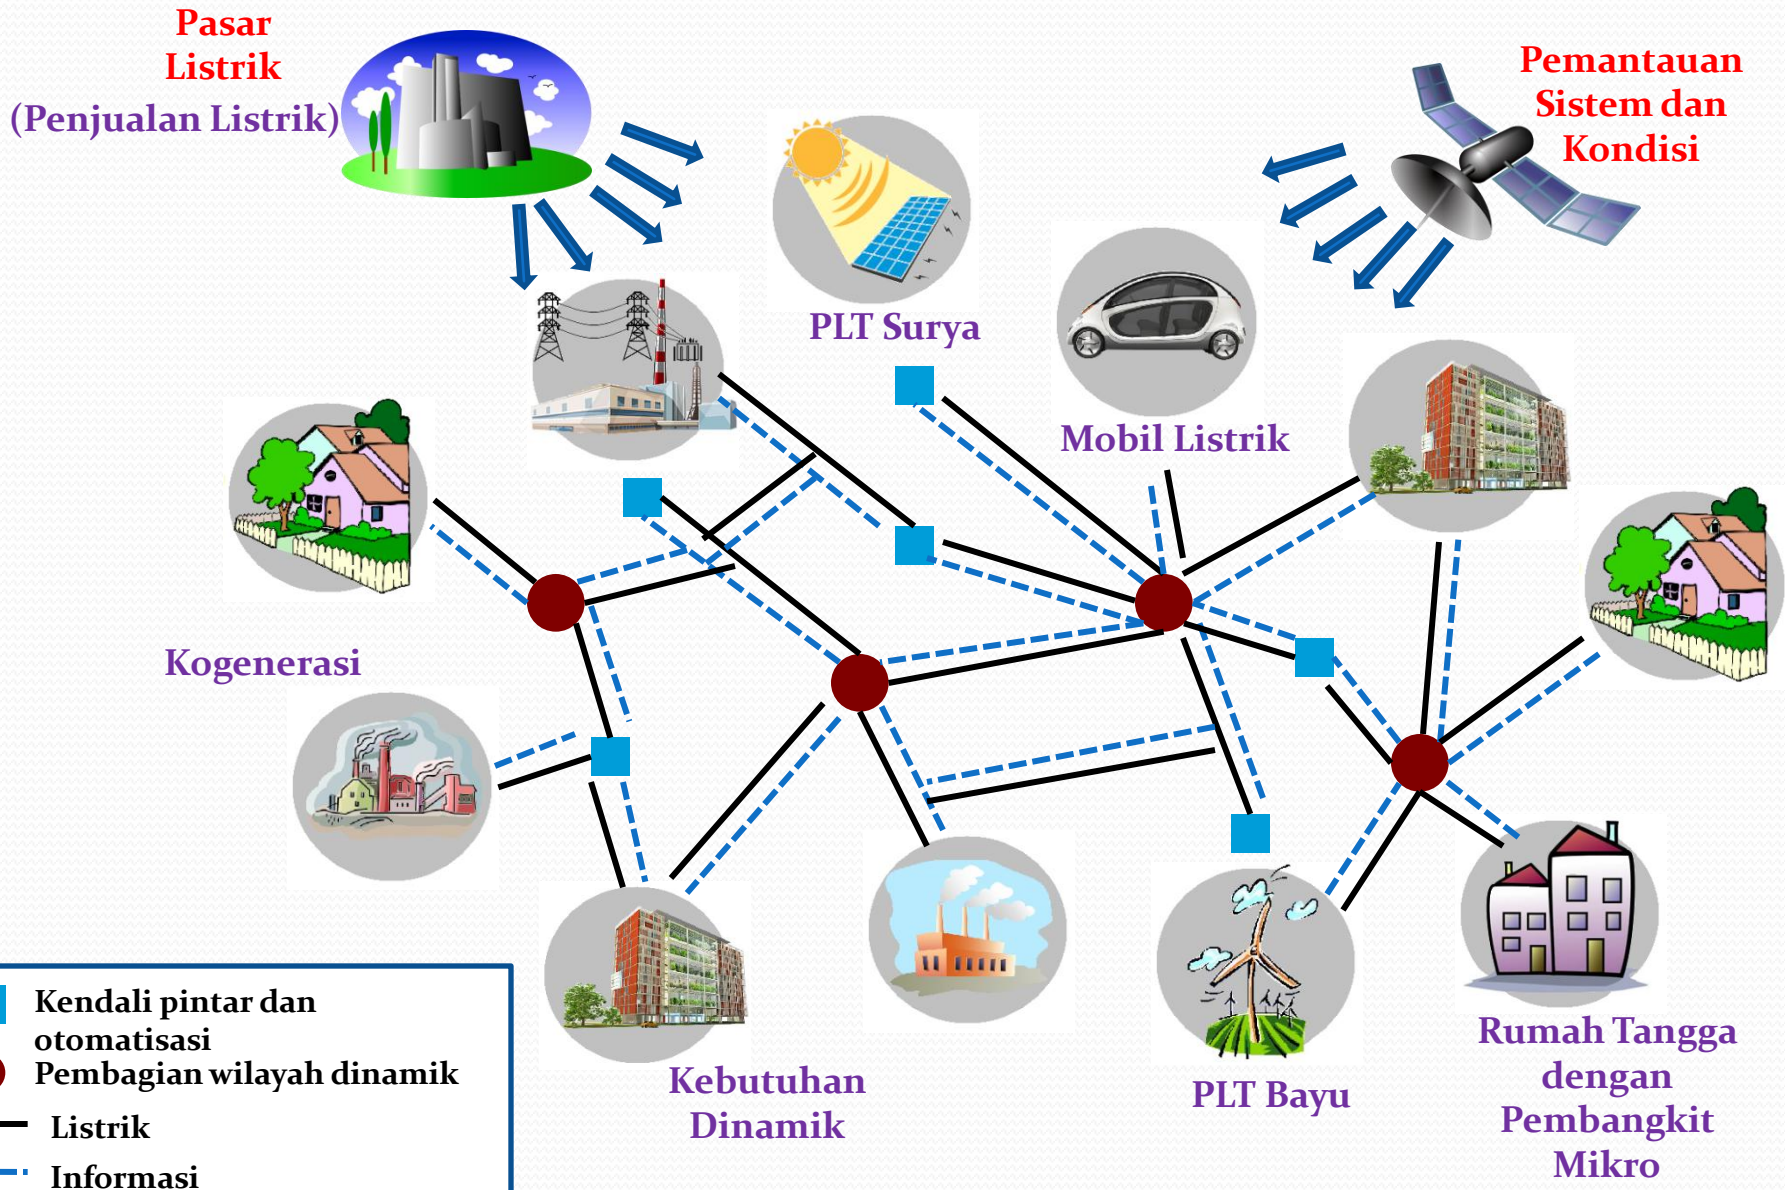 Pasar
Listrik
(Penjualan Listrik)
Pemantauan
Sistem dan
Kondisi
PLT Surya
Mobil Listrik
Kogenerasi
Kebutuhan
Dinamik
PLT Bayu
Rumah Tangga
dengan
Pembangkit
Mikro
Kendali pintar dan
otomatisasi
Pembagian wilayah dinamik
Listrik
Informasi